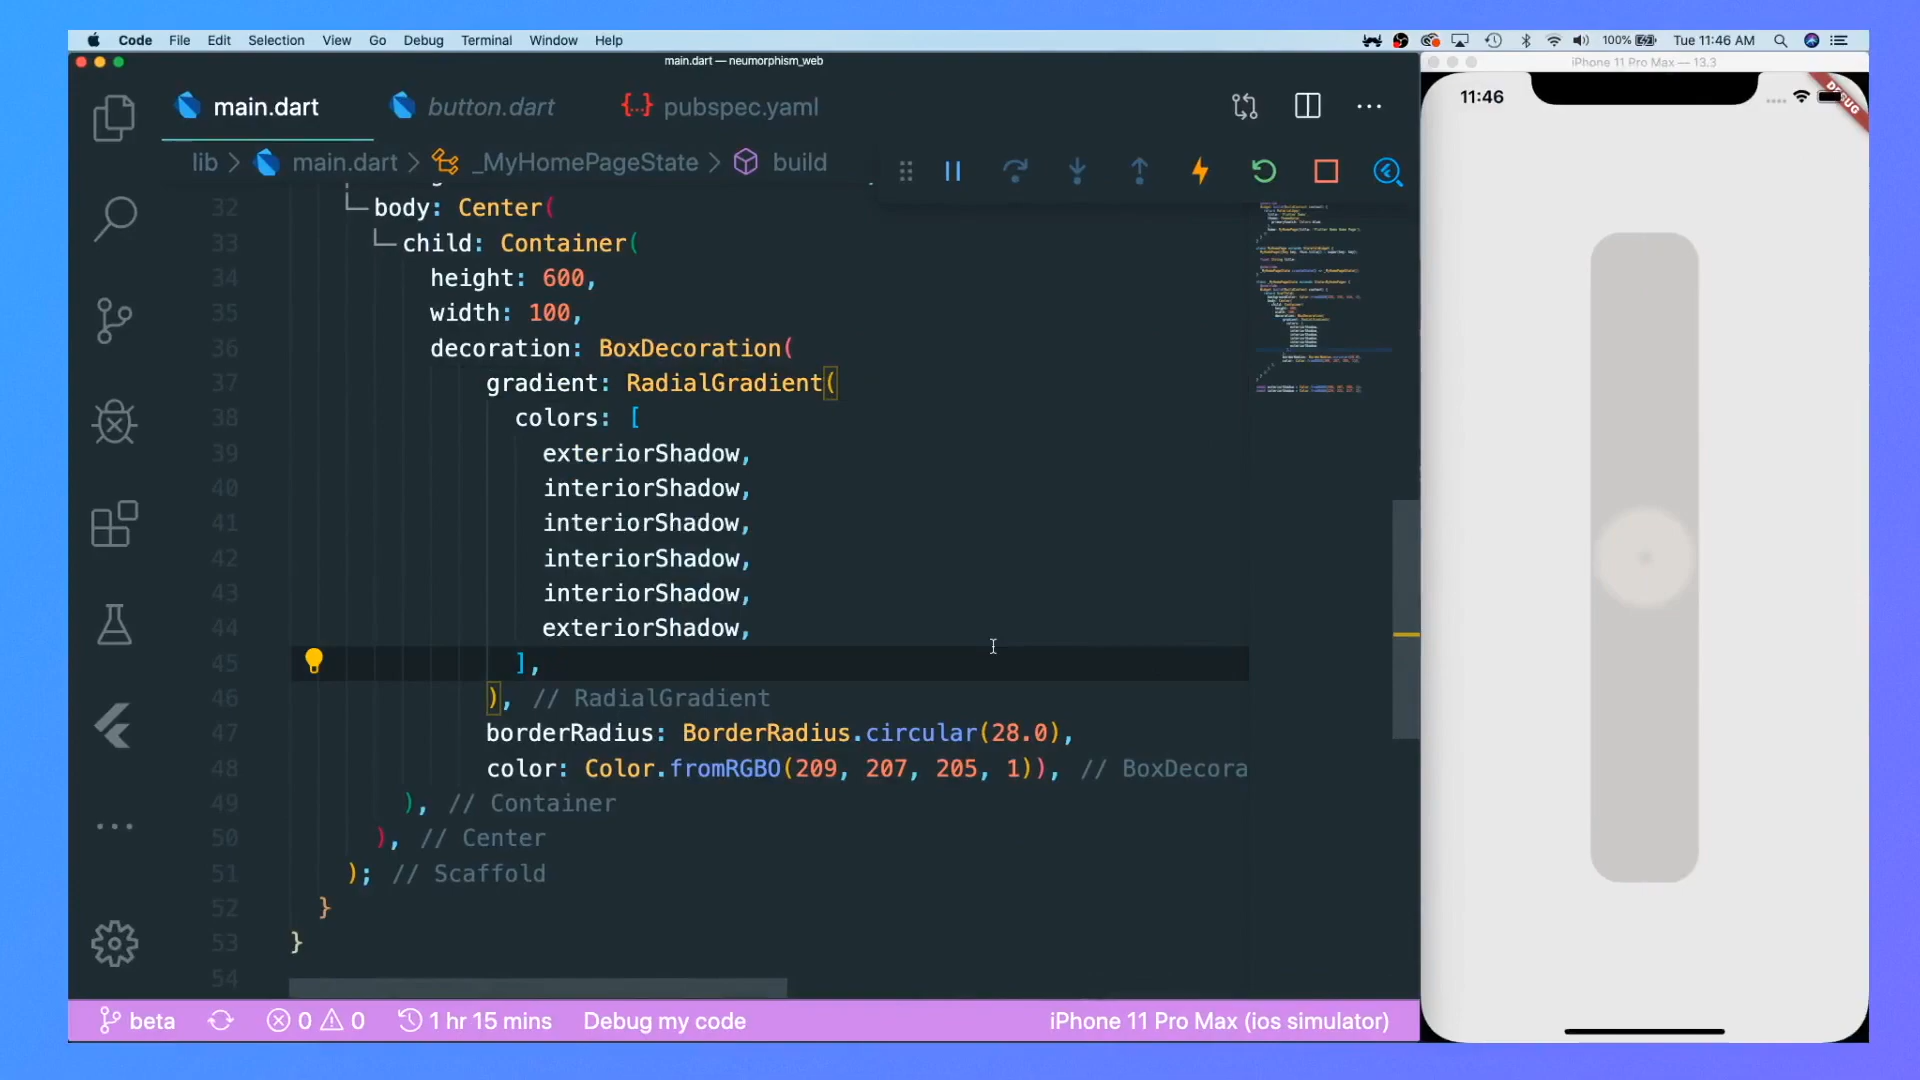 Code File Edit Selection View Go Debug Terminal Window Help 100% Tue 11:46 AM
main.dart — neumorphism_web
iPhone 11 Pro Max — 13.3
main.dart button.dart {..} pubspec.yaml
11:46
DEBUG
lib > main.dart > _MyHomePageState > build
32 body: Center(
33 child: Container(
34 height: 600,
35 width: 100,
36 decoration: BoxDecoration(
37 gradient: RadialGradient(
38 colors: [
39 exteriorShadow,
40 interiorShadow,
41 interiorShadow,
42 interiorShadow,
43 interiorShadow,
44 exteriorShadow,
45 ],
46 ), // RadialGradient
47 borderRadius: BorderRadius.circular(28.0),
48 color: Color.fromRGBO(209, 207, 205, 1)), // BoxDecora
49 ), // Container
50 ), // Center
51 ); // Scaffold
52 }
53 }
54
beta 0 0 1 hr 15 mins Debug my code iPhone 11 Pro Max (ios simulator)